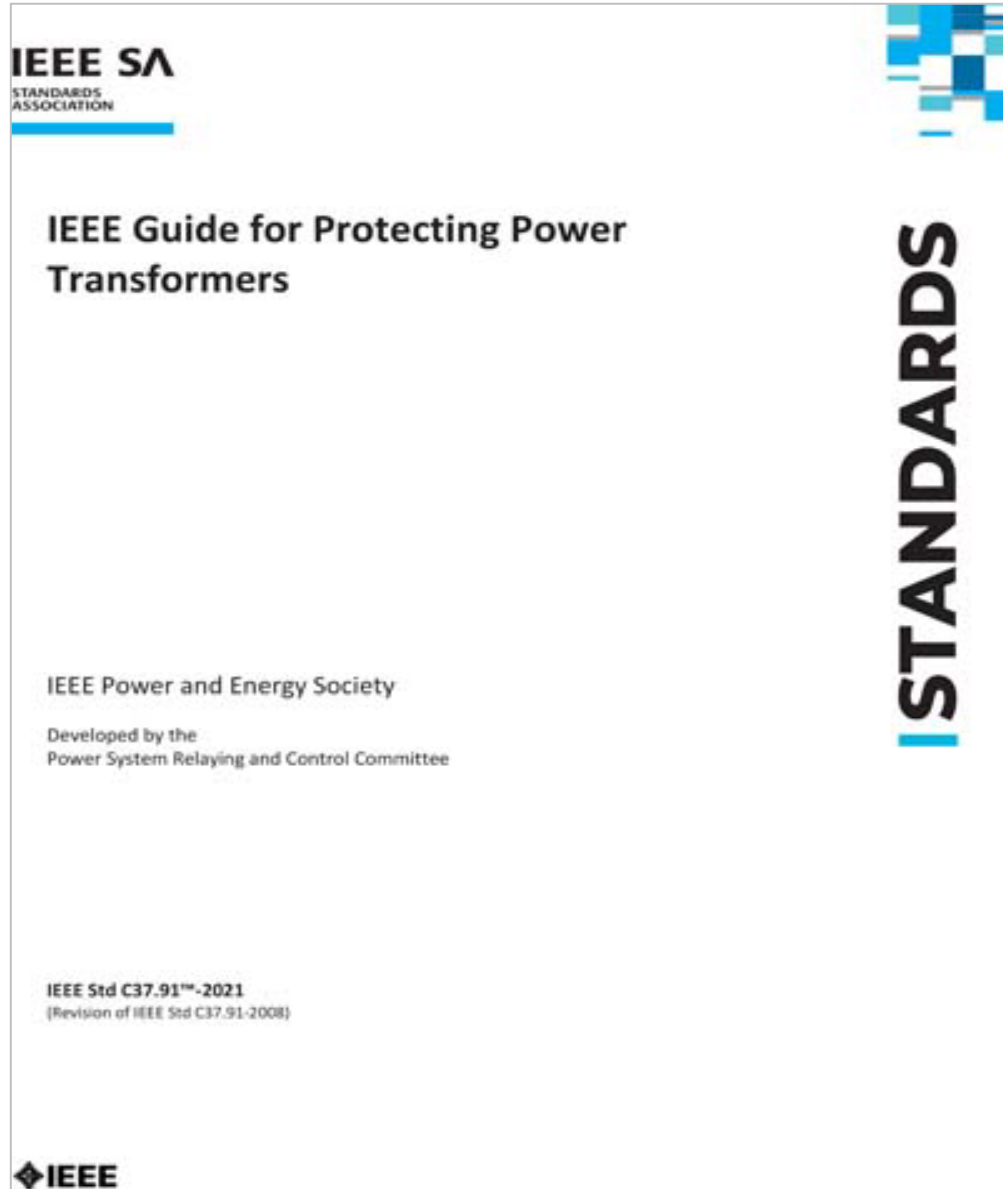 IEEE SA
STANDARDS
ASSOCIATION
IEEE Guide for Protecting Power
Transformers
STANDARDS
IEEE Power and Energy Society
Developed by the
Power System Relaying and Control Committee
IEEE Std C37.91™-2021
(Revision of IEEE Std C37.91-2008)
IEEE